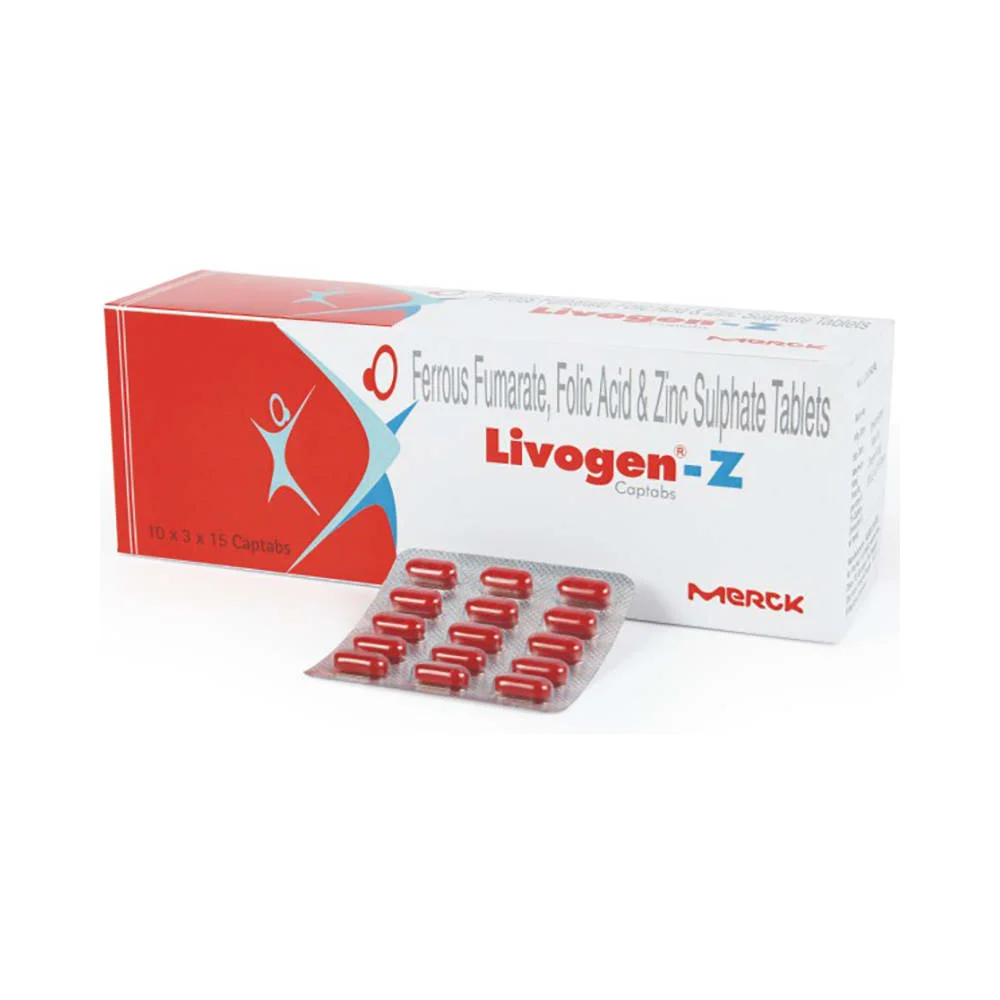 Ferrous Fumarate, Folic Acid & Zinc Sulphate Tablets
Livogen-Z
Captabs
MERCK
Ferrous Fumarate, Folic Acid & Zinc Sulphate Tablets
Livogen®-Z
Captabs
10 x 3 x 15 Captabs
MERCK